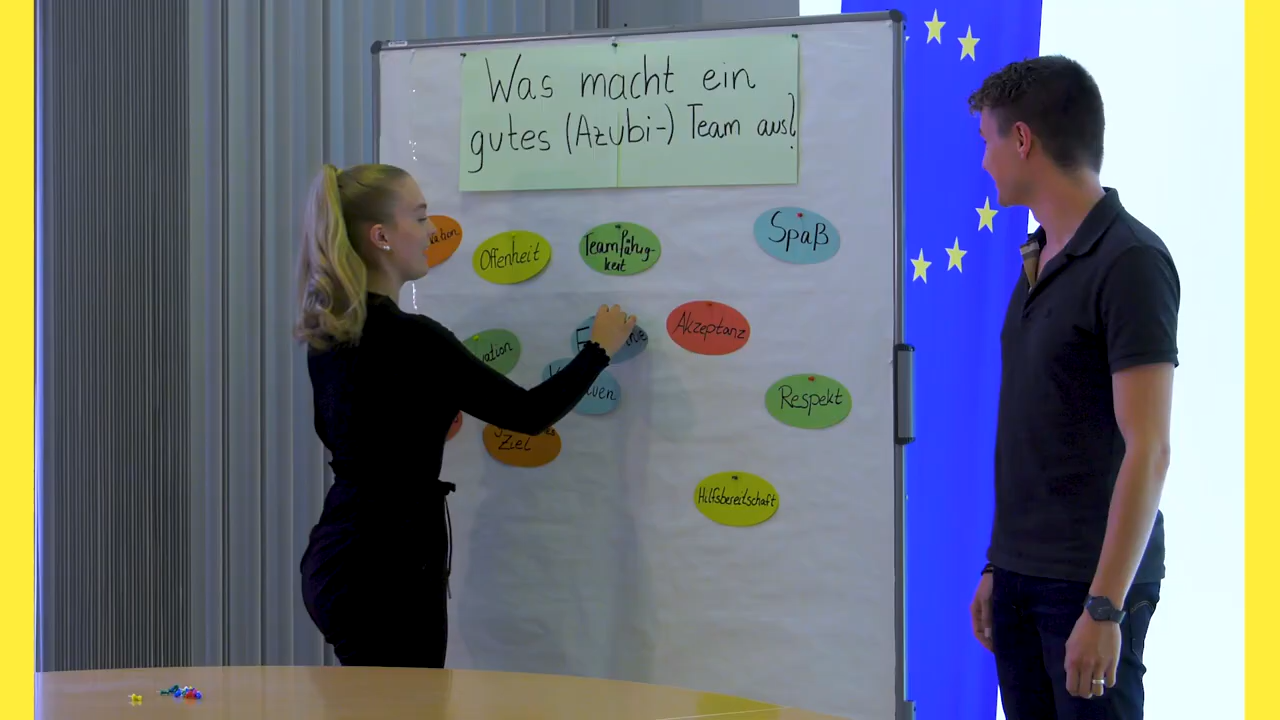 Was macht ein
gutes (Azubi-) Team aus?
Offenheit
Teamfähig-
keit
Spaß
Akzeptanz
Respekt
Ziel
Hilfsbereitschaft